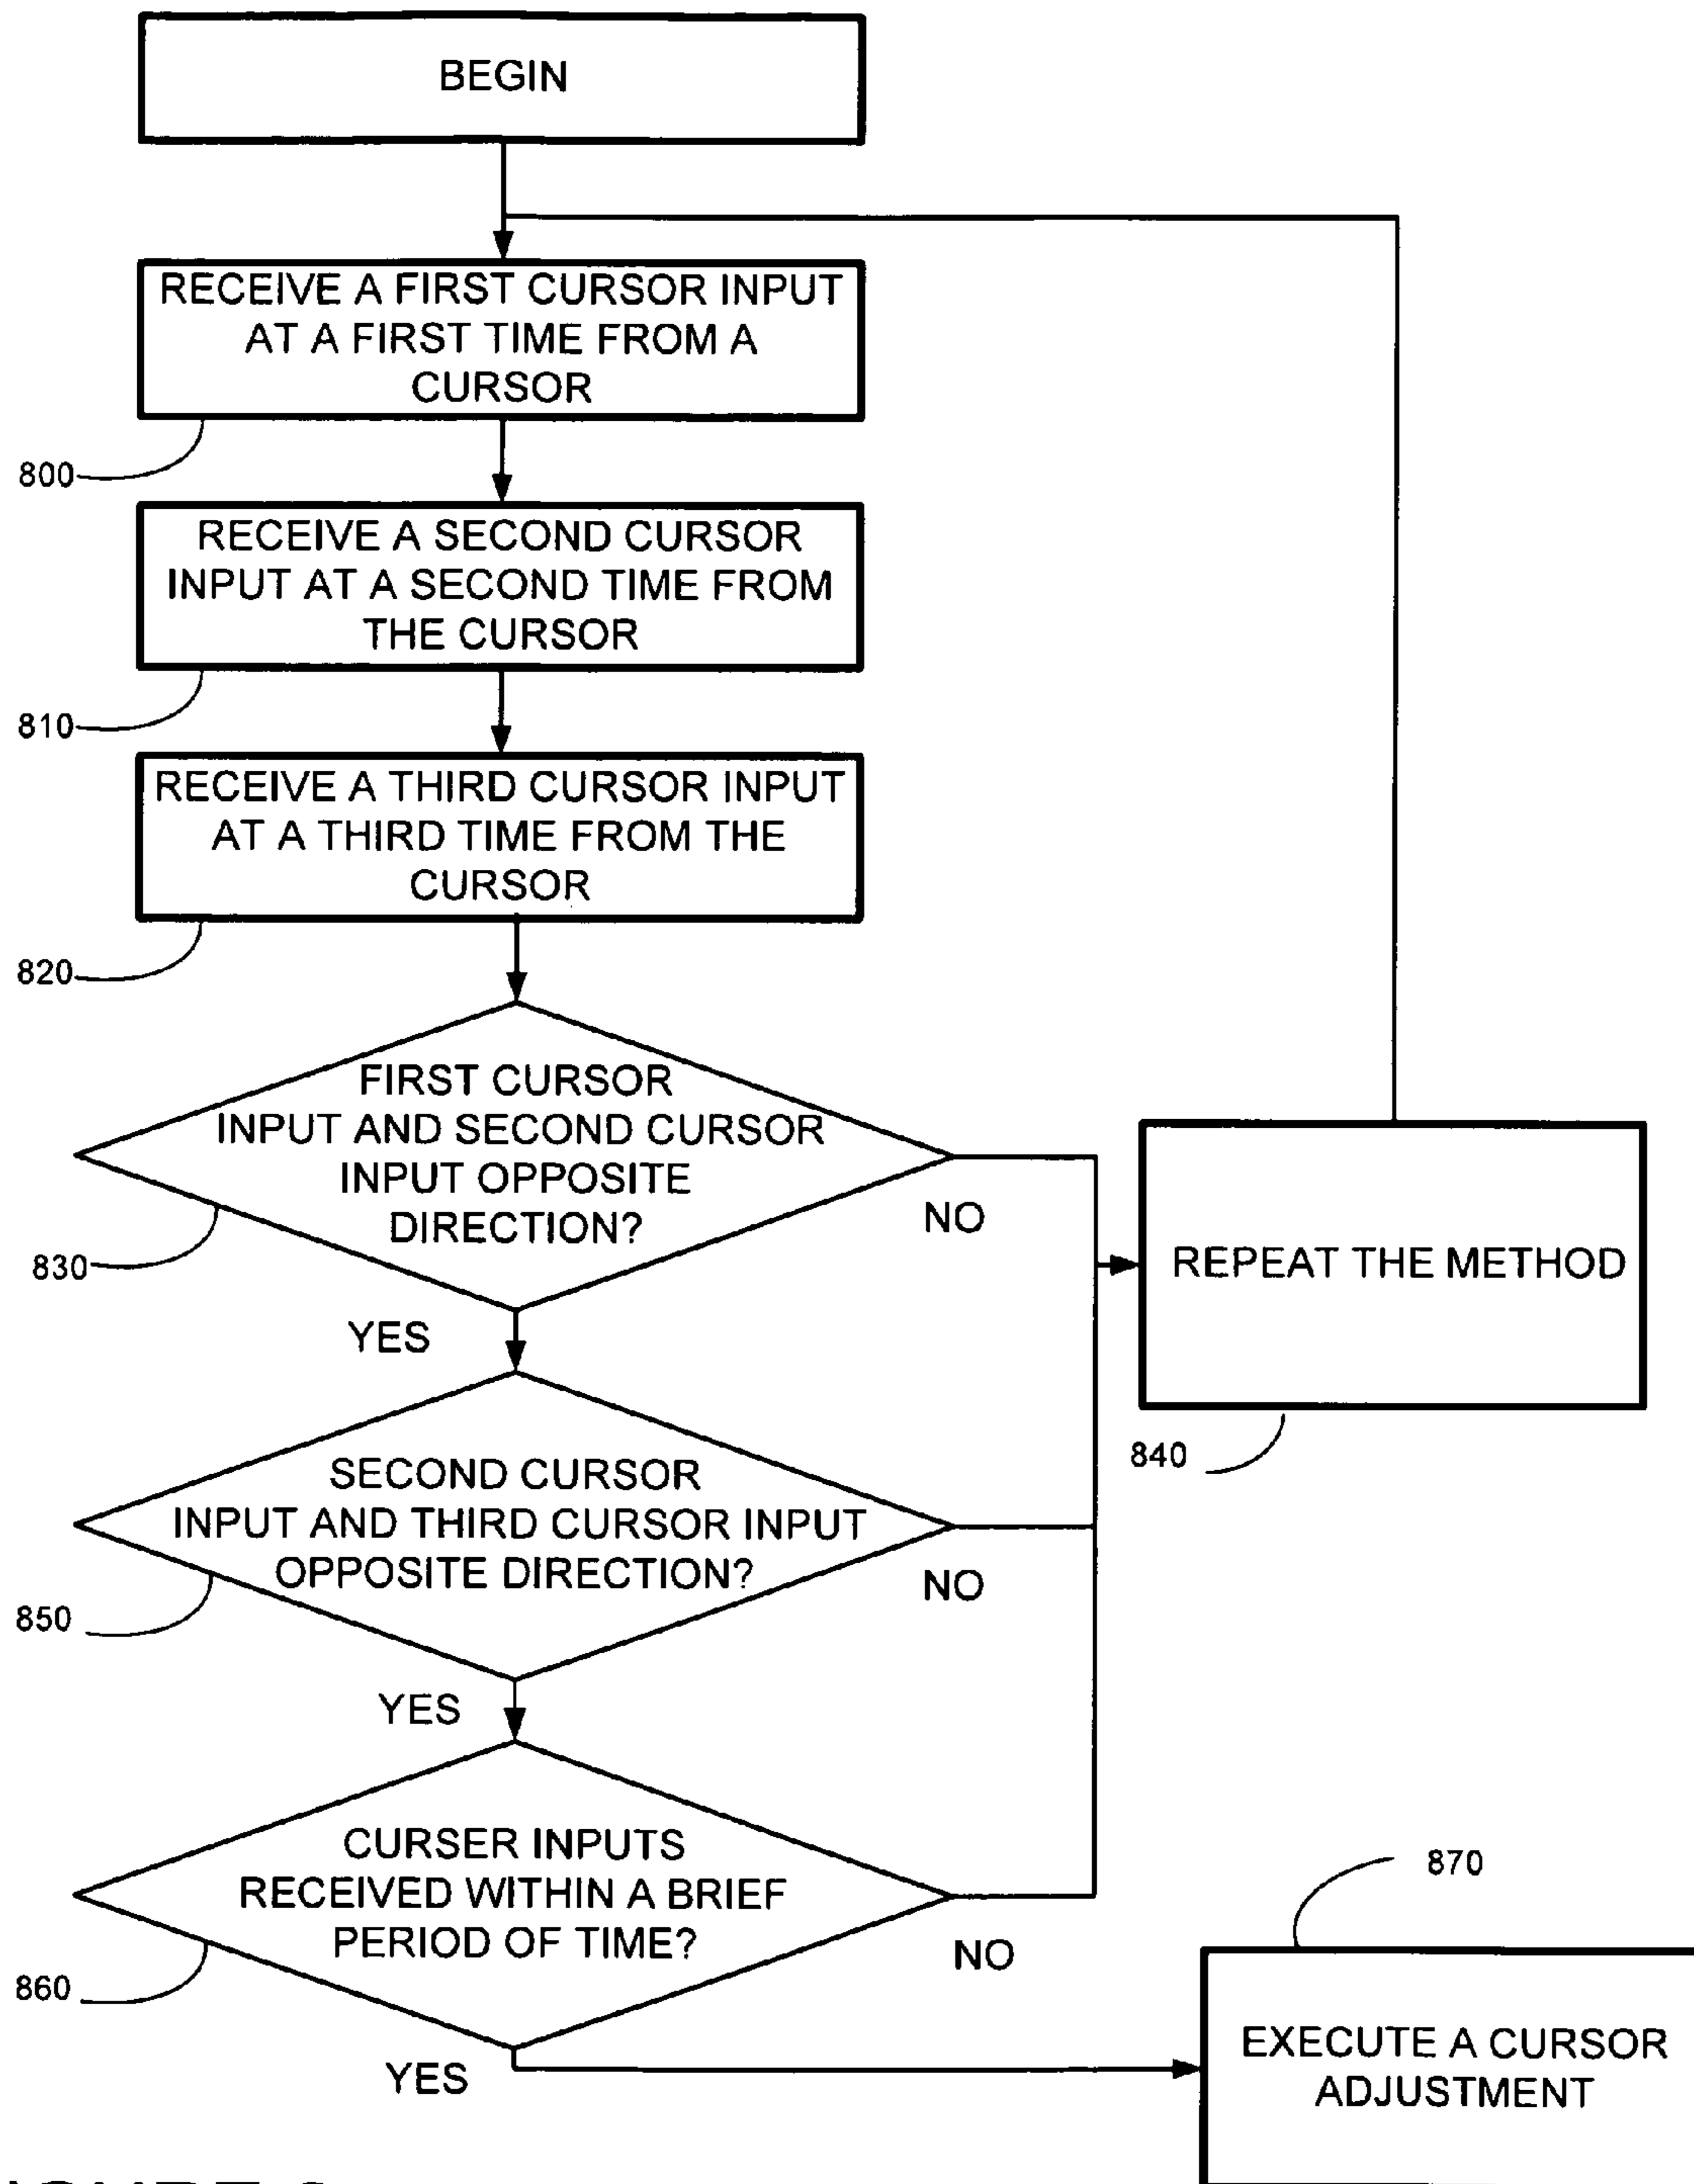 BEGIN
RECEIVE A FIRST CURSOR INPUT
AT A FIRST TIME FROM A
CURSOR
800
RECEIVE A SECOND CURSOR
INPUT AT A SECOND TIME FROM
THE CURSOR
810
RECEIVE A THIRD CURSOR INPUT
AT A THIRD TIME FROM THE
CURSOR
820
FIRST CURSOR
INPUT AND SECOND CURSOR
INPUT OPPOSITE
DIRECTION?
NO
830
YES
REPEAT THE METHOD
840
SECOND CURSOR
INPUT AND THIRD CURSOR INPUT
OPPOSITE DIRECTION?
NO
850
YES
CURSER INPUTS
RECEIVED WITHIN A BRIEF
PERIOD OF TIME?
NO
860
YES
870
EXECUTE A CURSOR
ADJUSTMENT